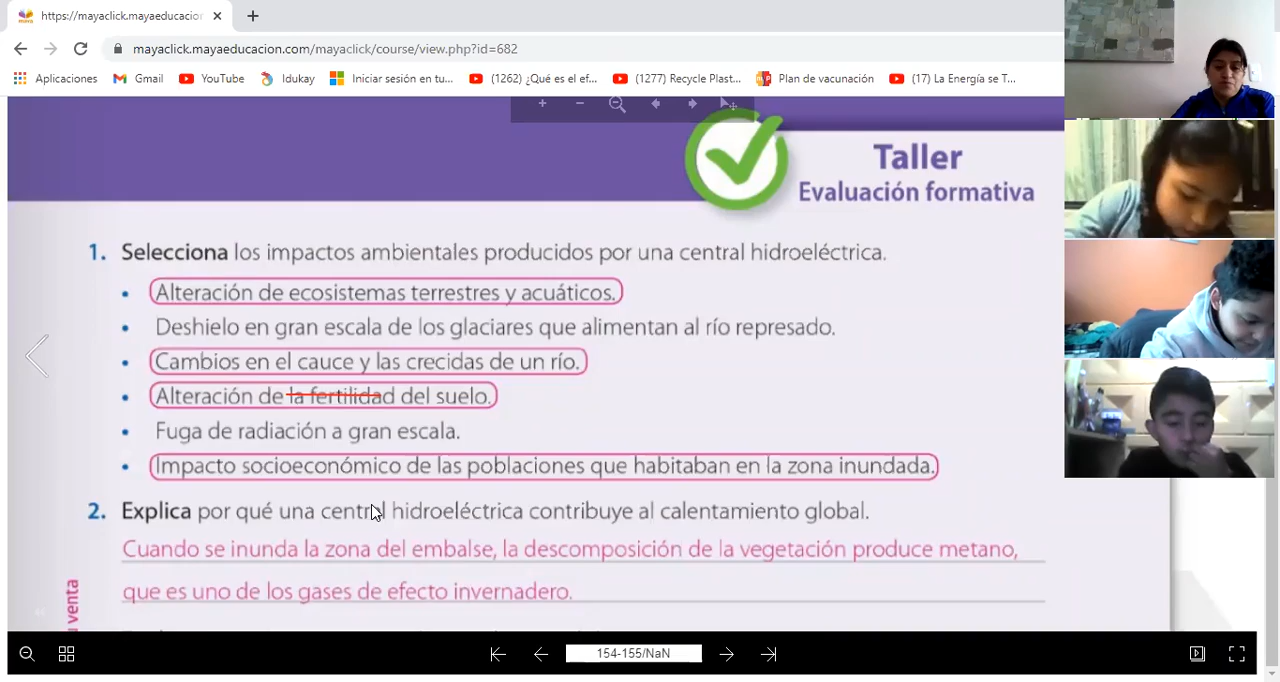 https://mayaclick.mayaeducacion
mayaclick.mayaeducacion.com/mayaclick/course/view.php?id=682
Aplicaciones Gmail YouTube Idukay Iniciar sesión en tu... (1262) ¿Qué es el ef... (1277) Recycle Plast... Plan de vacunación (17) La Energía se T...
Taller
Evaluación formativa
1. Selecciona los impactos ambientales producidos por una central hidroeléctrica.
• Alteración de ecosistemas terrestres y acuáticos.
• Deshielo en gran escala de los glaciares que alimentan al río represado.
• Cambios en el cauce y las crecidas de un río.
• Alteración de la fertilidad del suelo.
• Fuga de radiación a gran escala.
• Impacto socioeconómico de las poblaciones que habitaban en la zona inundada.
2. Explica por qué una central hidroeléctrica contribuye al calentamiento global.
Cuando se inunda la zona del embalse, la descomposición de la vegetación produce metano,
que es uno de los gases de efecto invernadero.
venta
154-155/NaN